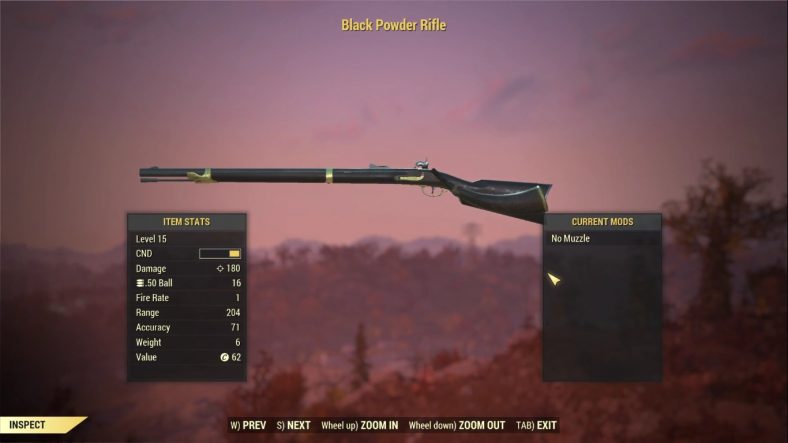 Black Powder Rifle
ITEM STATS
Level 15
CND
Damage 180
.50 Ball 16
Fire Rate 1
Range 204
Accuracy 71
Weight 6
Value 62
CURRENT MODS
No Muzzle
INSPECT
W) PREV S) NEXT Wheel up) ZOOM IN Wheel down) ZOOM OUT TAB) EXIT